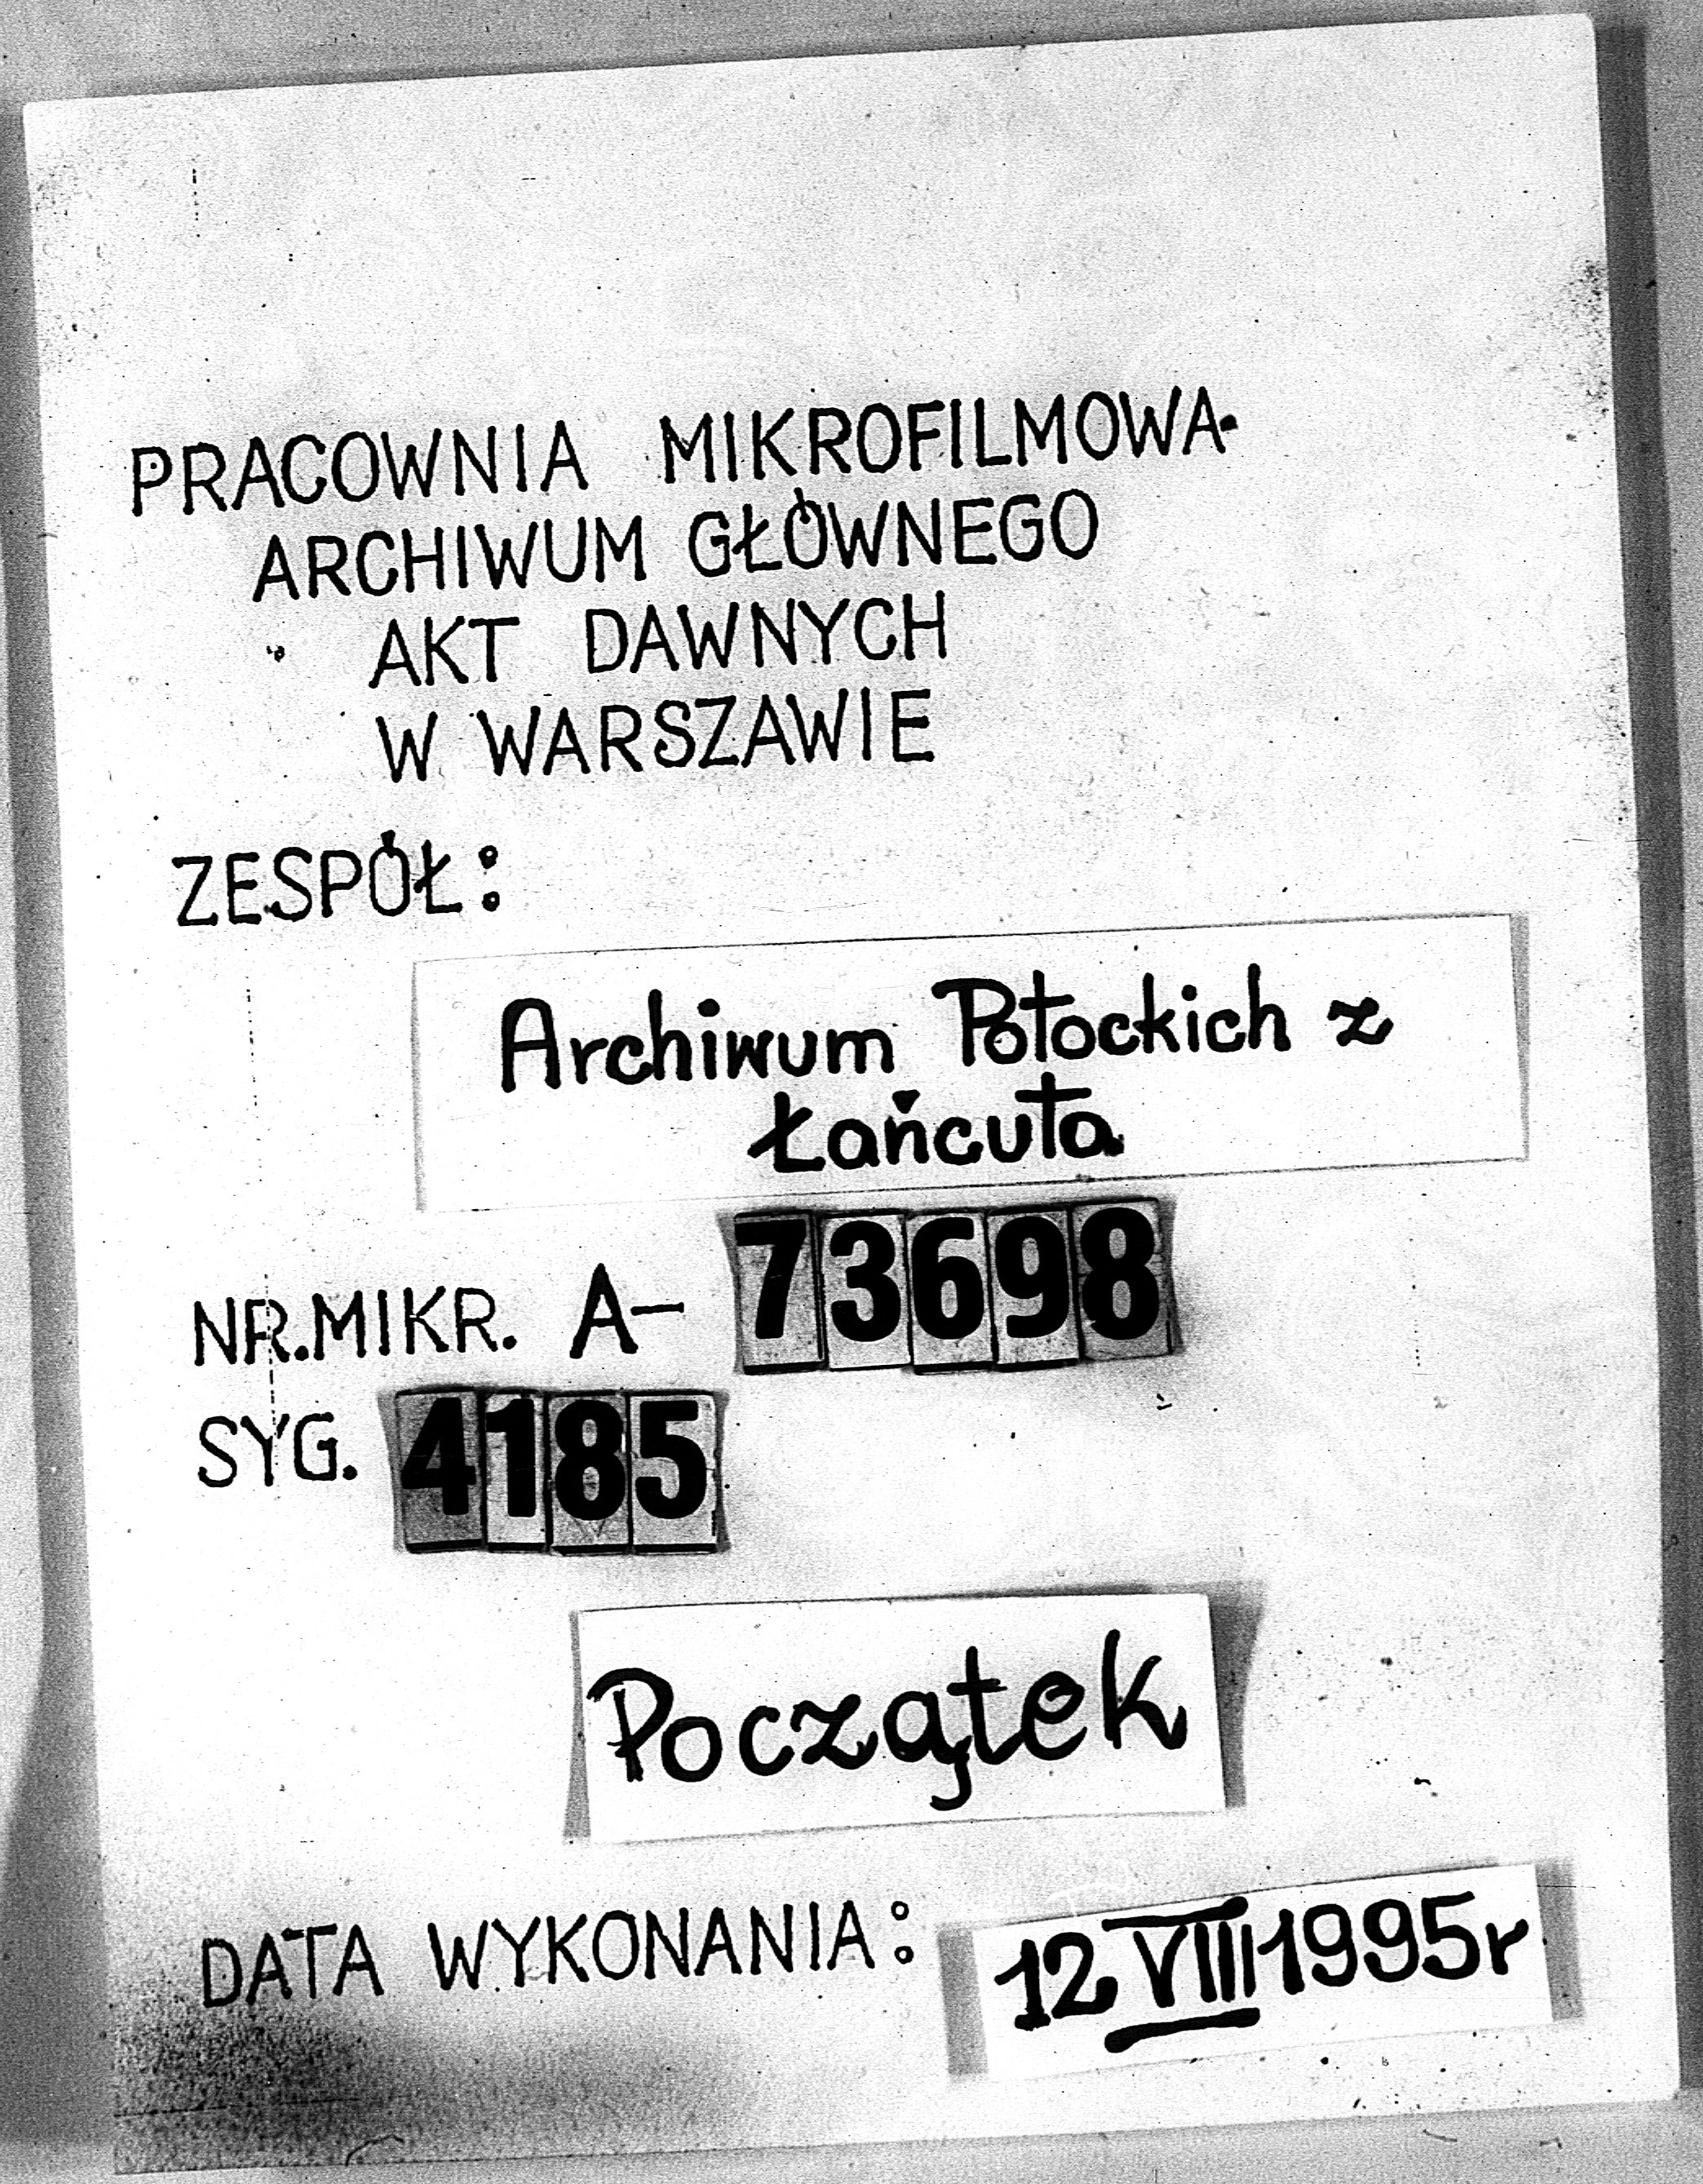 PRACOWNIA MIKROFILMOWA
ARCHIWUM GŁÓWNEGO
AKT DAWNYCH
W WARSZAWIE
ZESPÓŁ:
Archiwum Potockich z
Łańcuta
NR.MIKR. A- 73698
SYG. 4185
Początek
DATA WYKONANIA: 12 VIII 1995r